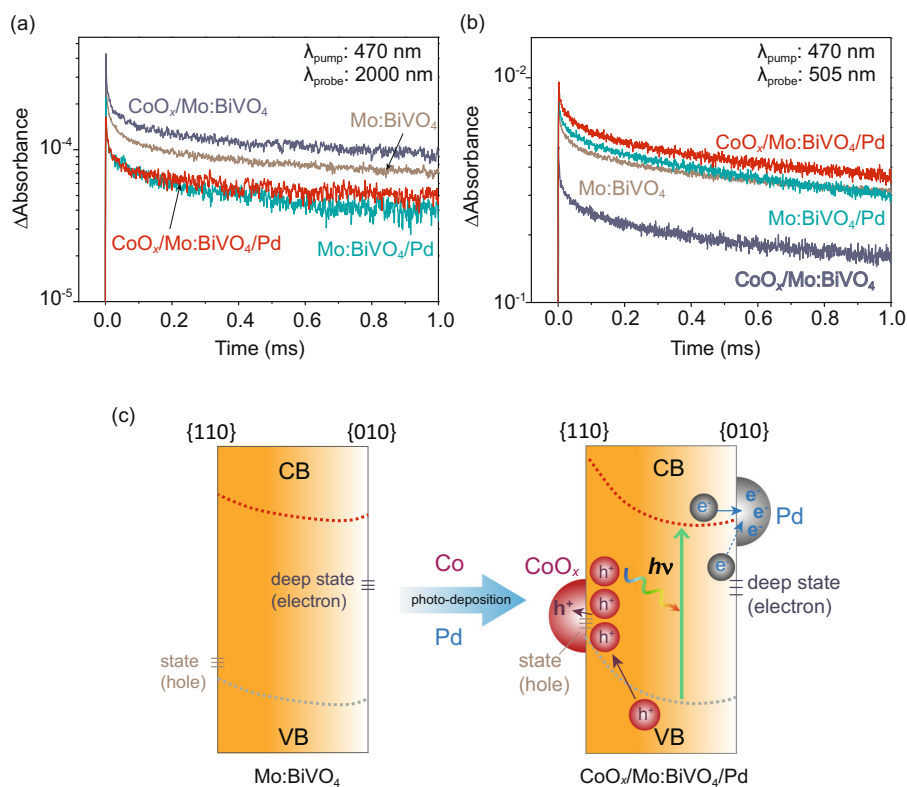 (a)
λpump: 470 nm
λprobe: 2000 nm
CoOx/Mo:BiVO4
Mo:BiVO4
CoOx/Mo:BiVO4/Pd
Mo:BiVO4/Pd
10-4
10-5
ΔAbsorbance
0.0 0.2 0.4 0.6 0.8 1.0
Time (ms)
(b)
λpump: 470 nm
λprobe: 505 nm
CoOx/Mo:BiVO4/Pd
Mo:BiVO4
Mo:BiVO4/Pd
CoOx/Mo:BiVO4
10-2
10-1
ΔAbsorbance
0.0 0.2 0.4 0.6 0.8 1.0
Time (ms)
(c)
{110} {010}
CB
deep state
(electron)
state
(hole)
VB
Mo:BiVO4
Co
photo-deposition
Pd
{110} {010}
CB
e-
e-
e-
e-
Pd
e-
CoOx
h+
hν
h+
h+
h+
deep state
(electron)
state
(hole)
h+
VB
CoOx/Mo:BiVO4/Pd